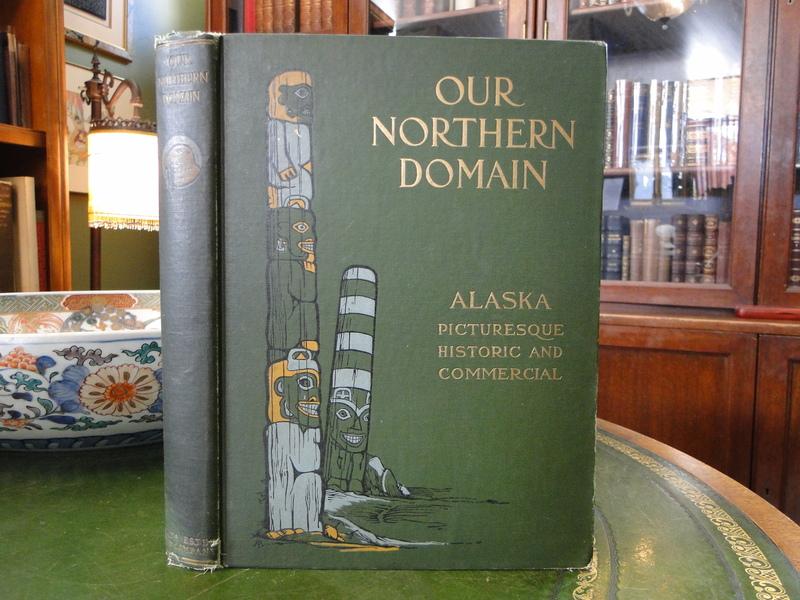 OUR
NORTHERN
DOMAIN
OUR
NORTHERN
DOMAIN
ALASKA
PICTURESQUE
HISTORIC AND
COMMERCIAL